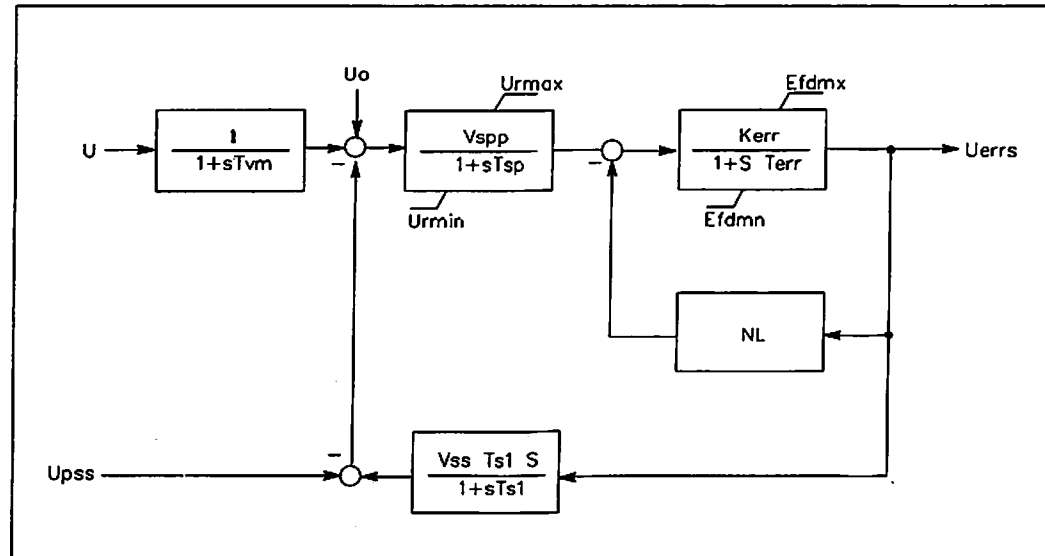 Uo
Urmax
Efdmx
U
1
1+sTvm
−
Vspp
1+sTsp
−
Kerr
1+S Terr
Uerrs
Urmin
Efdmn
NL
−
Upss
Vss Ts1 S
1+sTs1